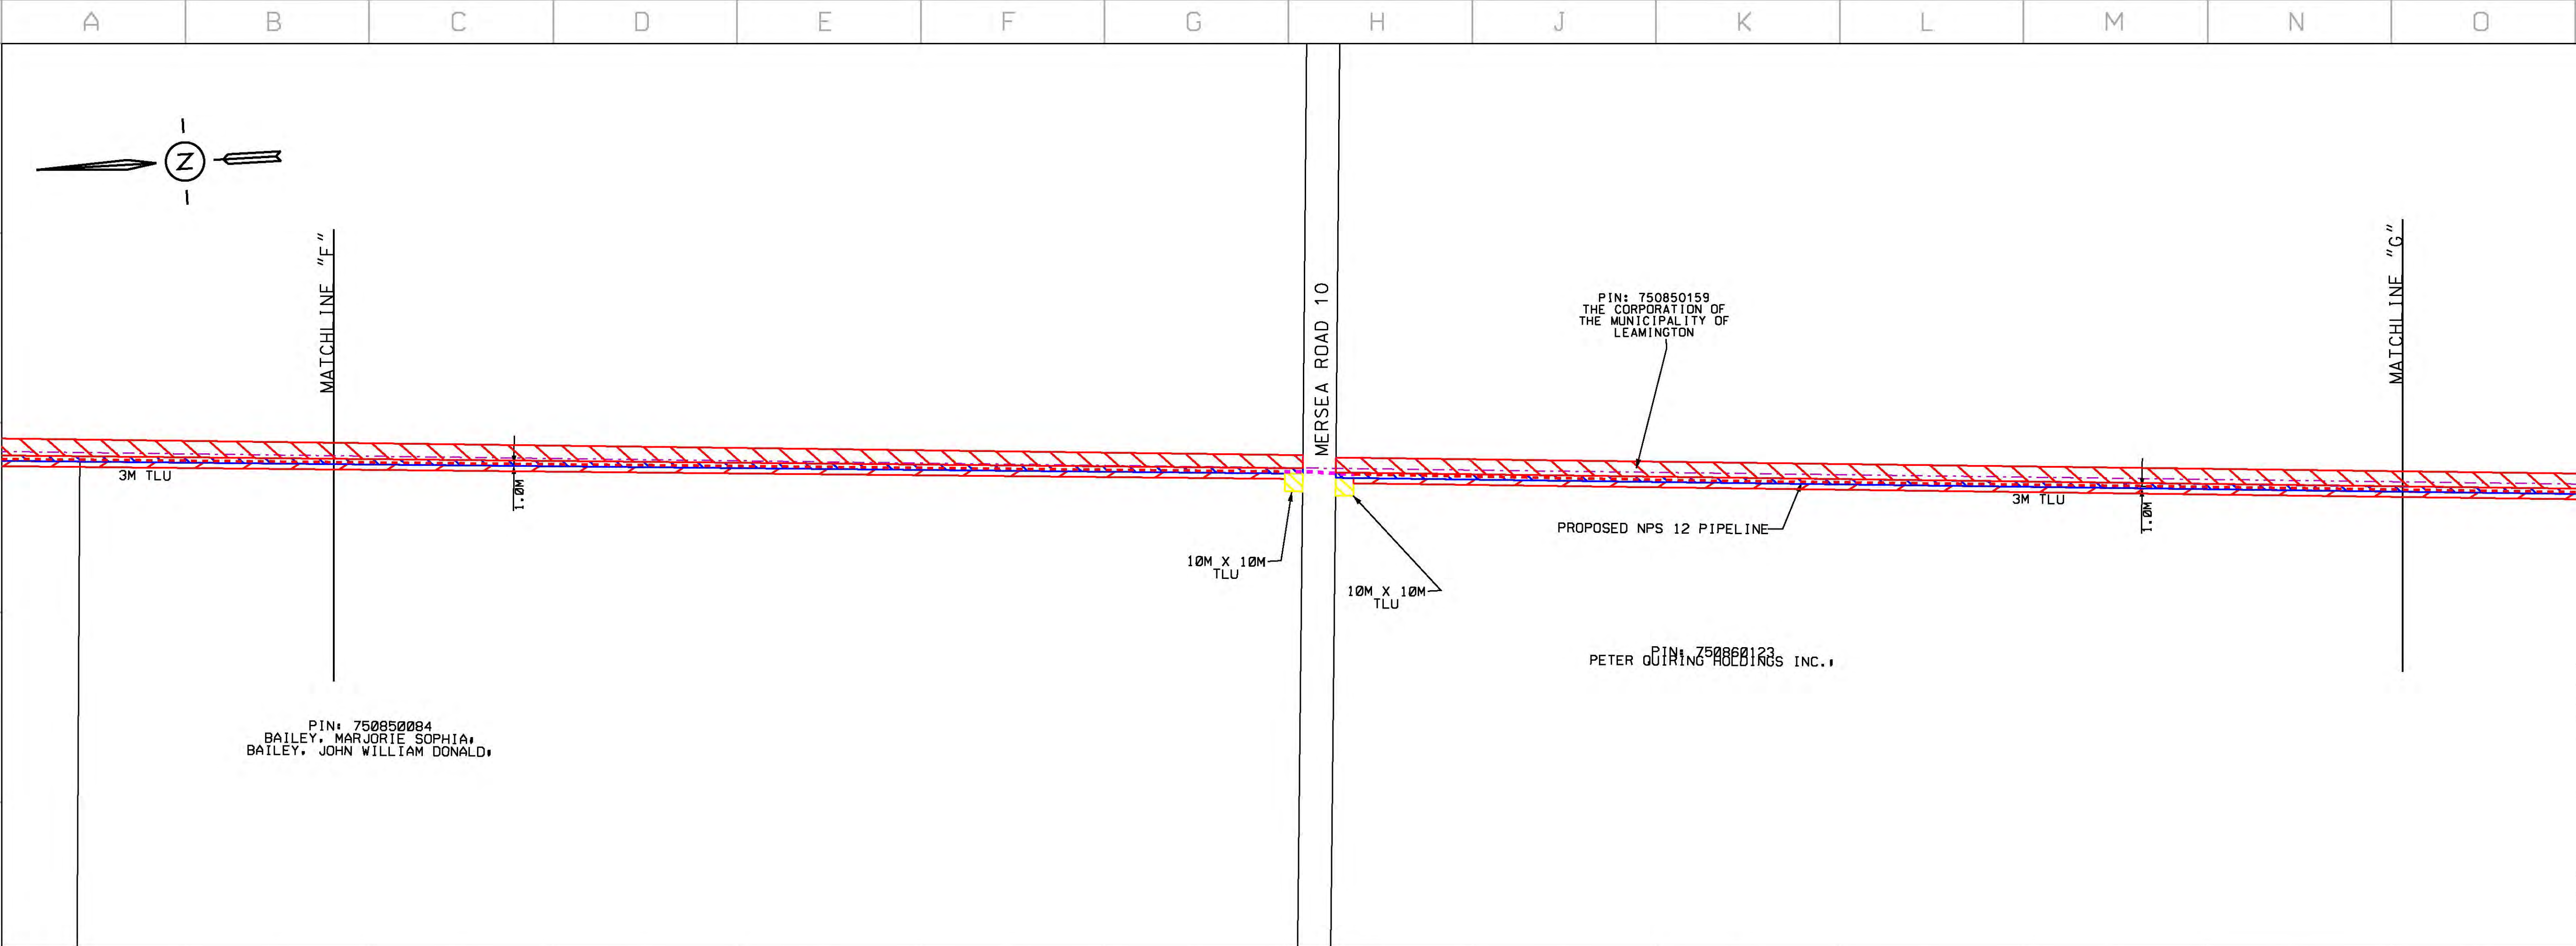 A B C D E F G H J K L M N O
N
MATCHLINE "F"
MERSEA ROAD 10
MATCHLINE "G"
PIN: 750850159
THE CORPORATION OF
THE MUNICIPALITY OF
LEAMINGTON
3M TLU
1.0M
3M TLU
1.0M
PROPOSED NPS 12 PIPELINE
10M X 10M
TLU
10M X 10M
TLU
PIN: 750860123
PETER QUIRING HOLDINGS INC.;
PIN: 750850084
BAILEY, MARJORIE SOPHIA;
BAILEY, JOHN WILLIAM DONALD;